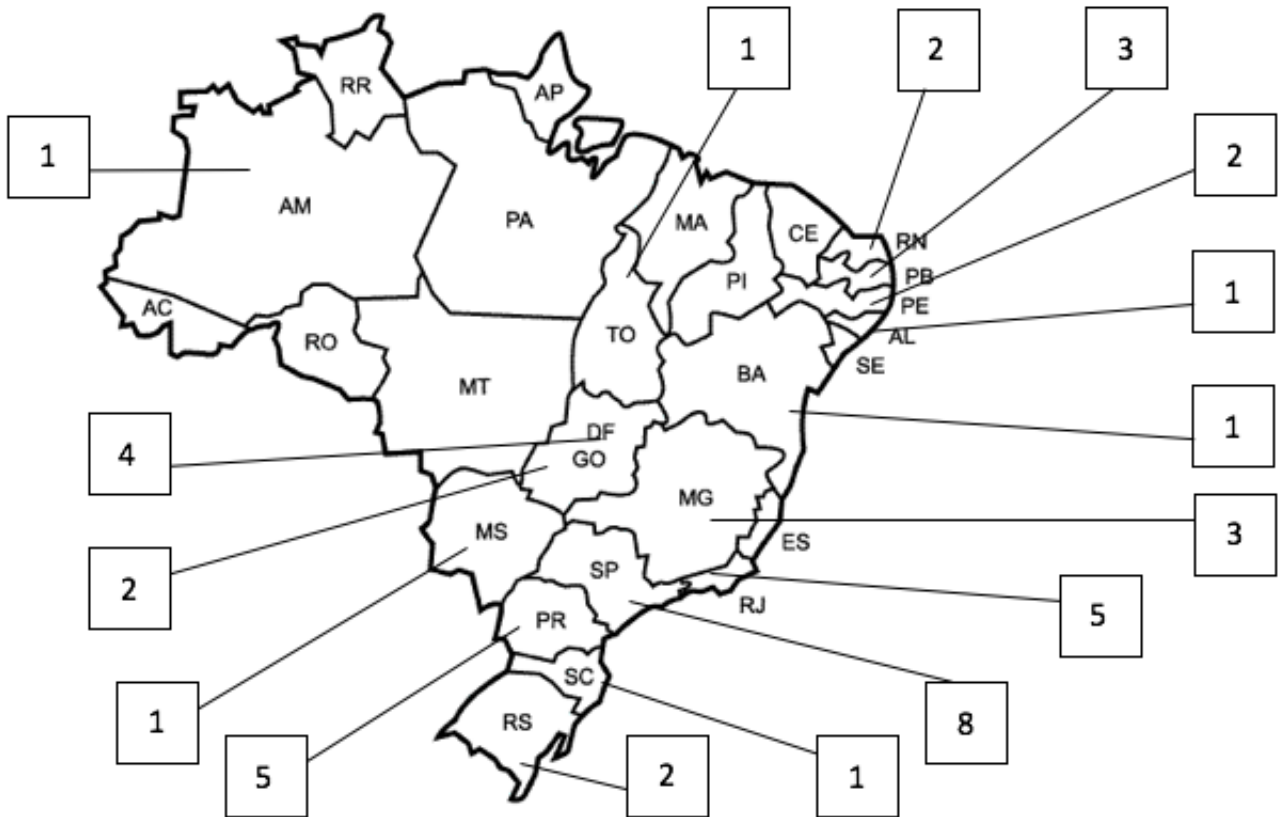 1
2
3
RR
AP
1
2
AM
PA
MA
CE
RN
PB
PI
PE
1
AC
RO
TO
AL
SE
MT
BA
4
DF
GO
1
MG
3
MS
ES
2
SP
RJ
5
PR
SC
1
RS
8
5
2
1